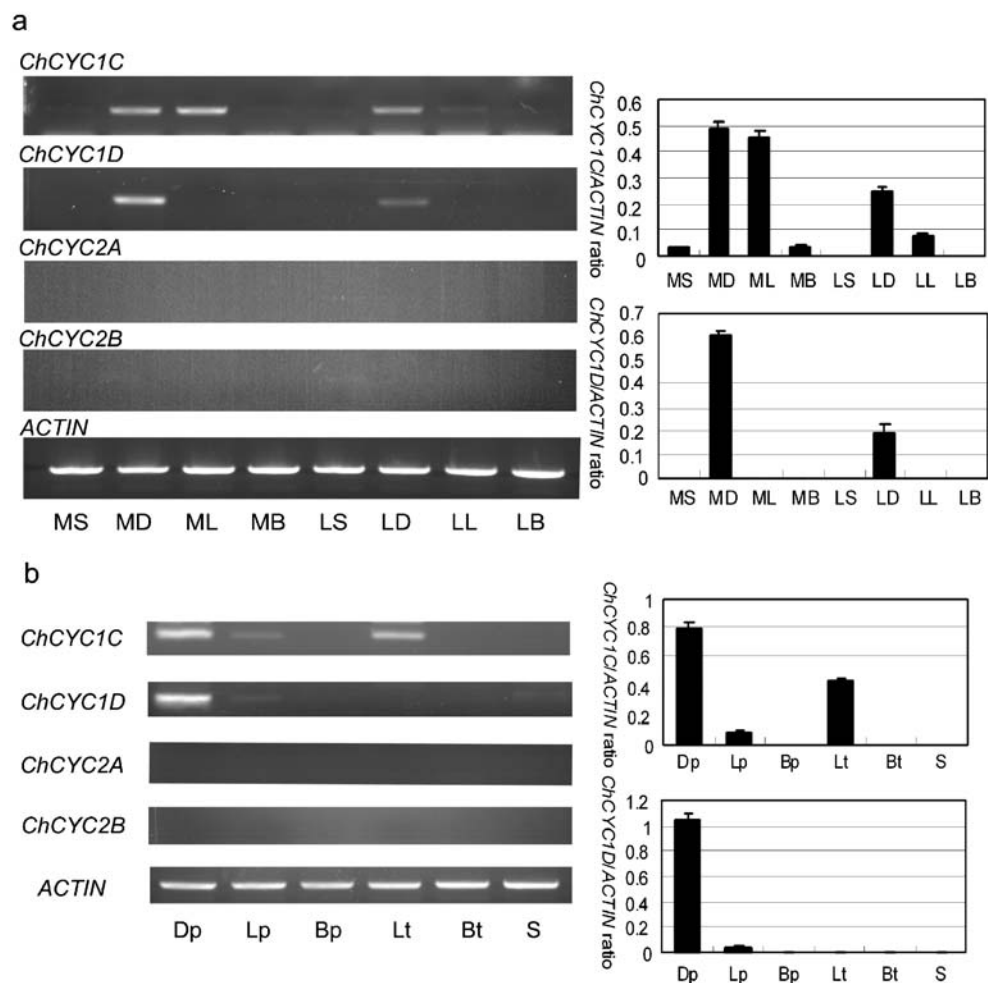 a
ChCYC1C
ChCYC1D
ChCYC2A
ChCYC2B
ACTIN
MS MD ML MB LS LD LL LB
ChCYC1C/ACTIN ratio
0.6
0.5
0.4
0.3
0.2
0.1
0
MS MD ML MB LS LD LL LB
ChCYC1D/ACTIN ratio
0.7
0.6
0.5
0.4
0.3
0.2
0.1
0
MS MD ML MB LS LD LL LB
b
ChCYC1C
ChCYC1D
ChCYC2A
ChCYC2B
ACTIN
Dp Lp Bp Lt Bt S
ChCYC1C/ACTIN ratio
1
0.8
0.6
0.4
0.2
0
Dp Lp Bp Lt Bt S
ChCYC1D/ACTIN ratio
1.2
1
0.8
0.6
0.4
0.2
0
Dp Lp Bp Lt Bt S